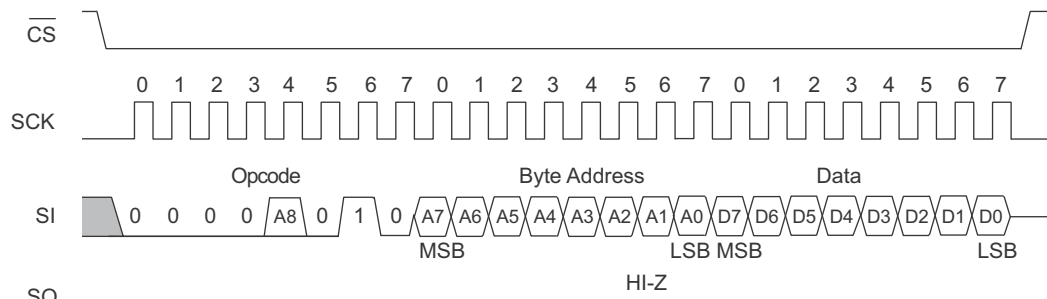 CS
0 1 2 3 4 5 6 7 0 1 2 3 4 5 6 7 0 1 2 3 4 5 6 7
SCK
Opcode Byte Address Data
SI 0 0 0 0 A8 0 1 0 A7 A6 A5 A4 A3 A2 A1 A0 D7 D6 D5 D4 D3 D2 D1 D0
MSB LSB MSB LSB
HI-Z
SO